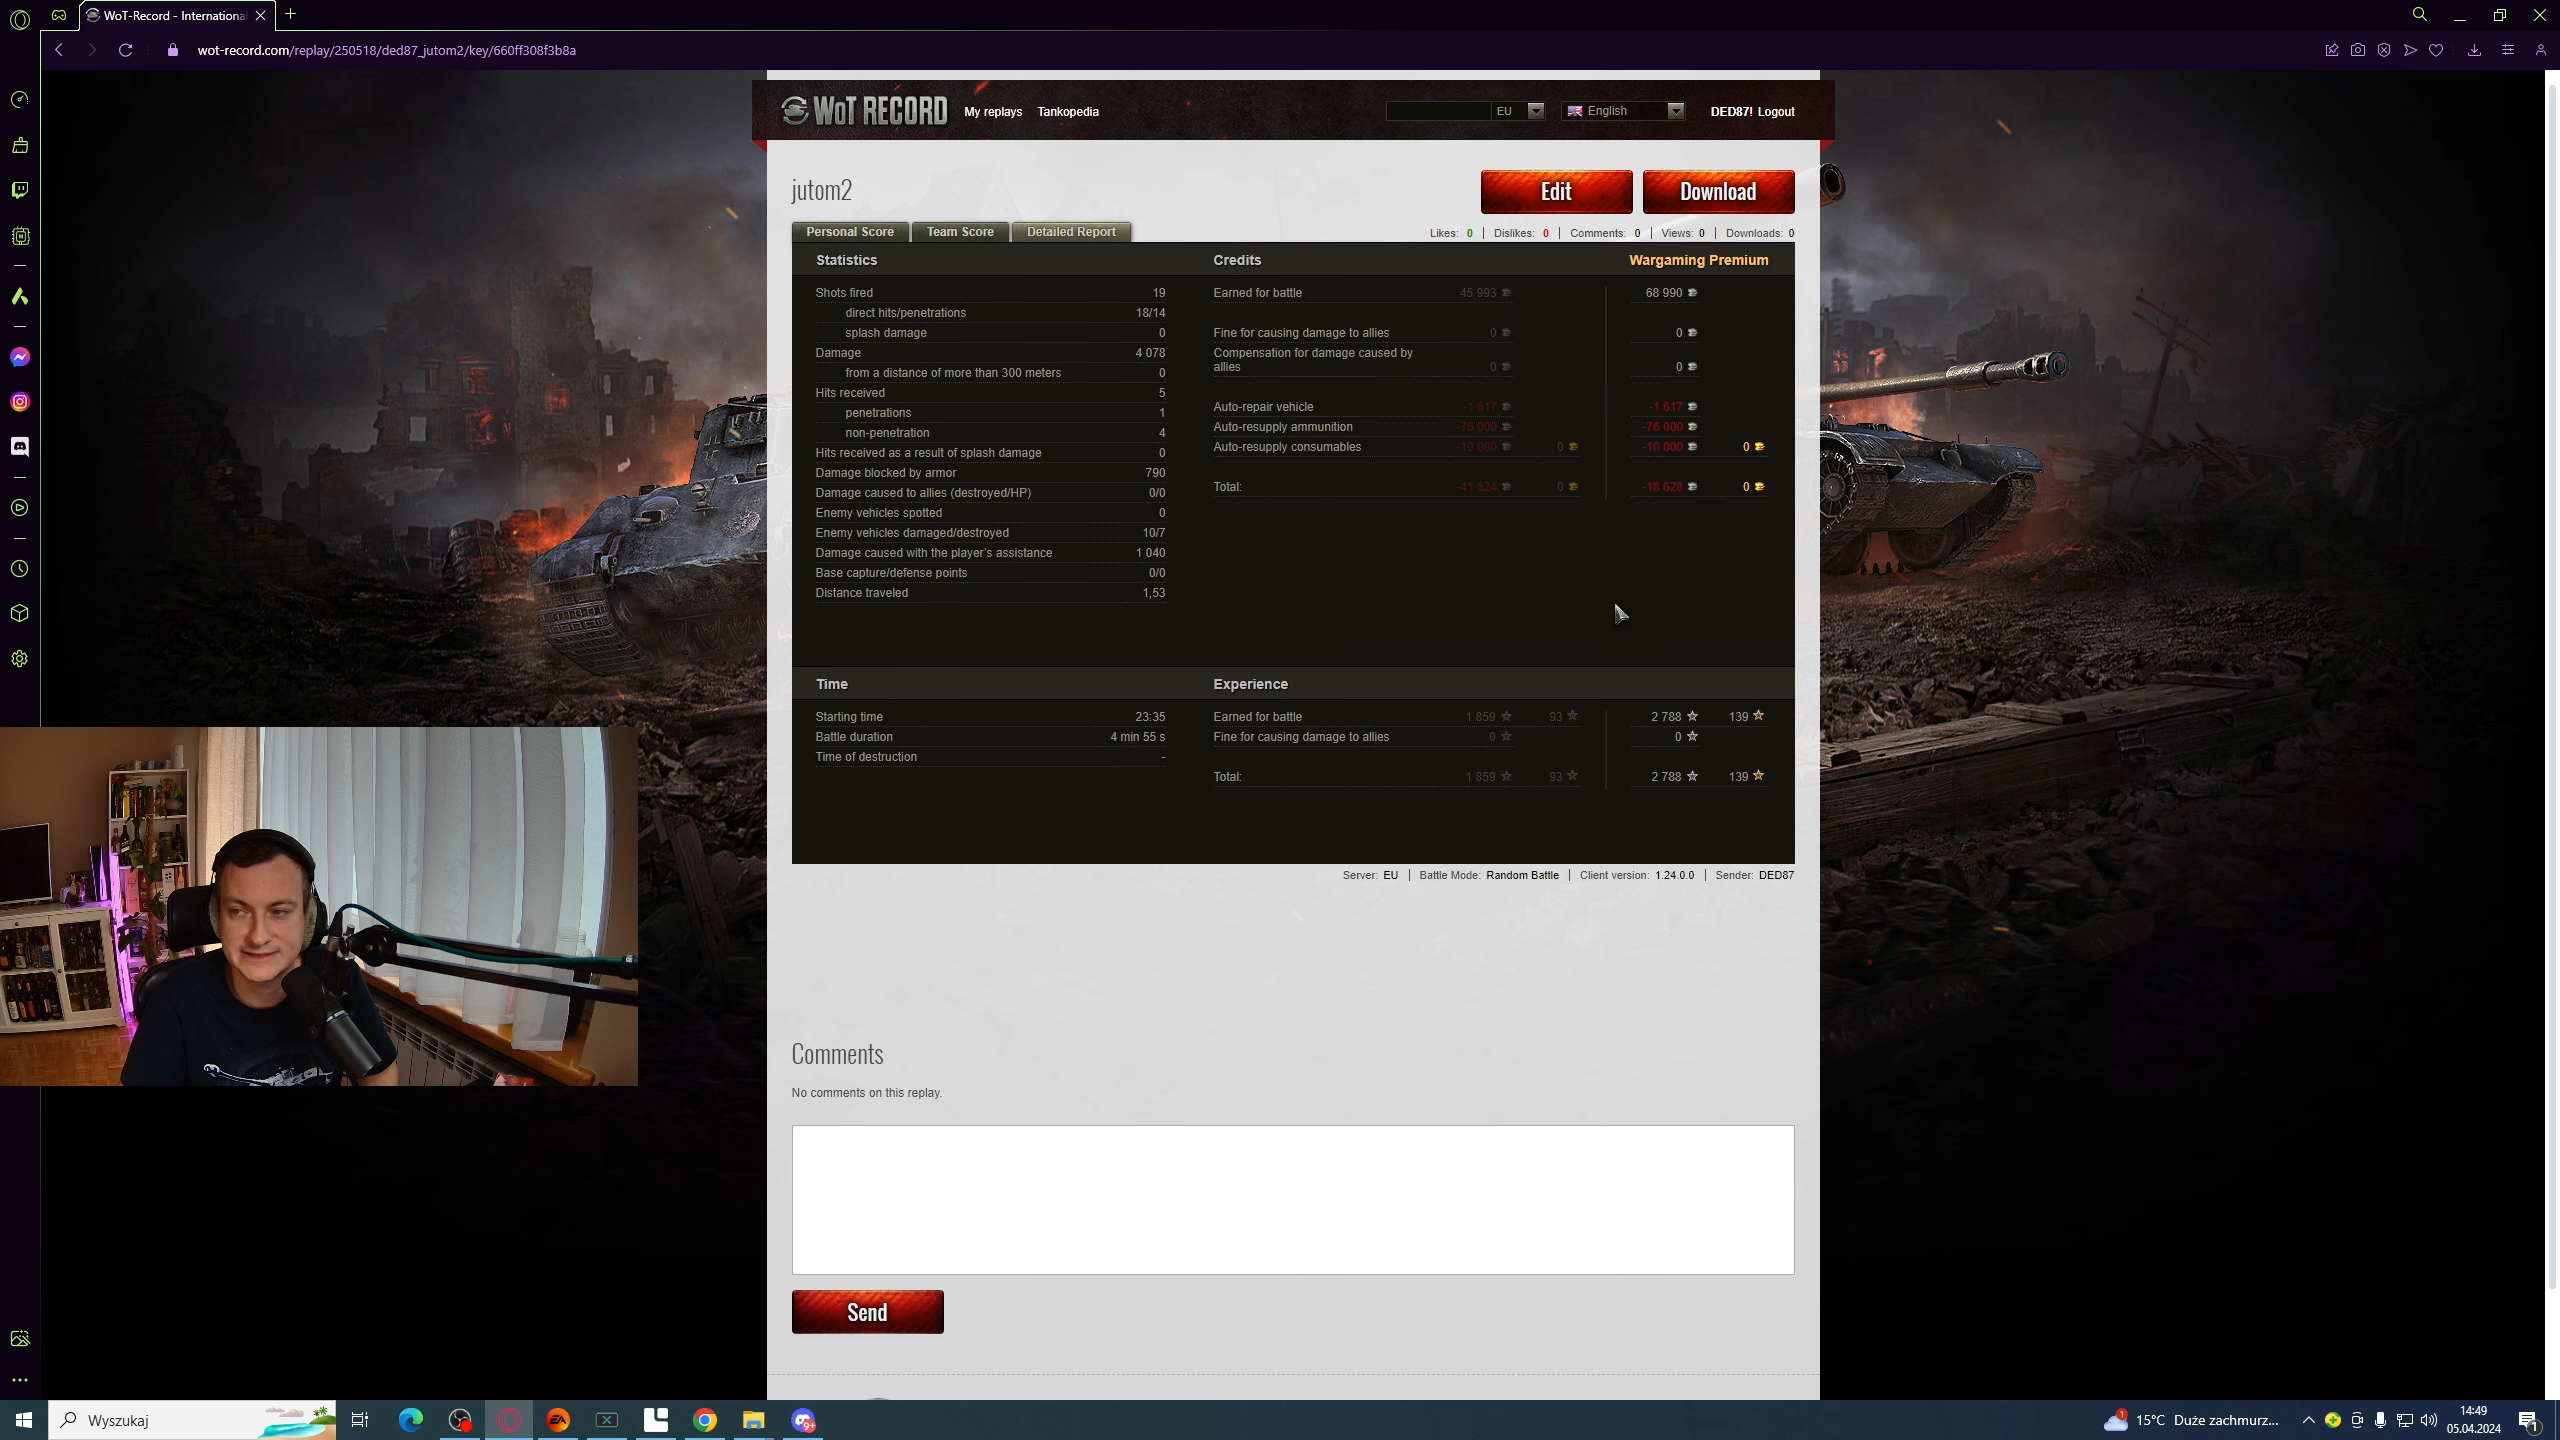 WoT-Record - International
wot-record.com/replay/250518/ded87_jutom2/key/660ff308f3b8a
WoT RECORD
My replays
Tankopedia
EU
English
DED87! Logout
jutom2
Edit
Download
Personal Score
Team Score
Detailed Report
Likes: 0 | Dislikes: 0 | Comments: 0 | Views: 0 | Downloads: 0
Statistics
Shots fired 19
direct hits/penetrations 18/14
splash damage 0
Damage 4 078
from a distance of more than 300 meters 0
Hits received 5
penetrations 1
non-penetration 4
Hits received as a result of splash damage 0
Damage blocked by armor 790
Damage caused to allies (destroyed/HP) 0/0
Enemy vehicles spotted 0
Enemy vehicles damaged/destroyed 10/7
Damage caused with the player's assistance 1 040
Base capture/defense points 0/0
Distance traveled 1,53
Credits Wargaming Premium
Earned for battle 45 993 68 990
Fine for causing damage to allies 0 0
Compensation for damage caused by
allies 0 0
Auto-repair vehicle -1 617 -1 617
Auto-resupply ammunition -76 000 -76 000
Auto-resupply consumables -10 000 0 -10 000 0
Total: -41 624 0 -18 628 0
Time
Starting time 23:35
Battle duration 4 min 55 s
Time of destruction -
Experience
Earned for battle 1 859 93 2 788 139
Fine for causing damage to allies 0 0
Total: 1 859 93 2 788 139
Server: EU | Battle Mode: Random Battle | Client version: 1.24.0.0 | Sender: DED87
Comments
No comments on this replay.
Send
Wyszukaj
EA
9+
1
15°C Duże zachmurz...
14:49
05.04.2024
1